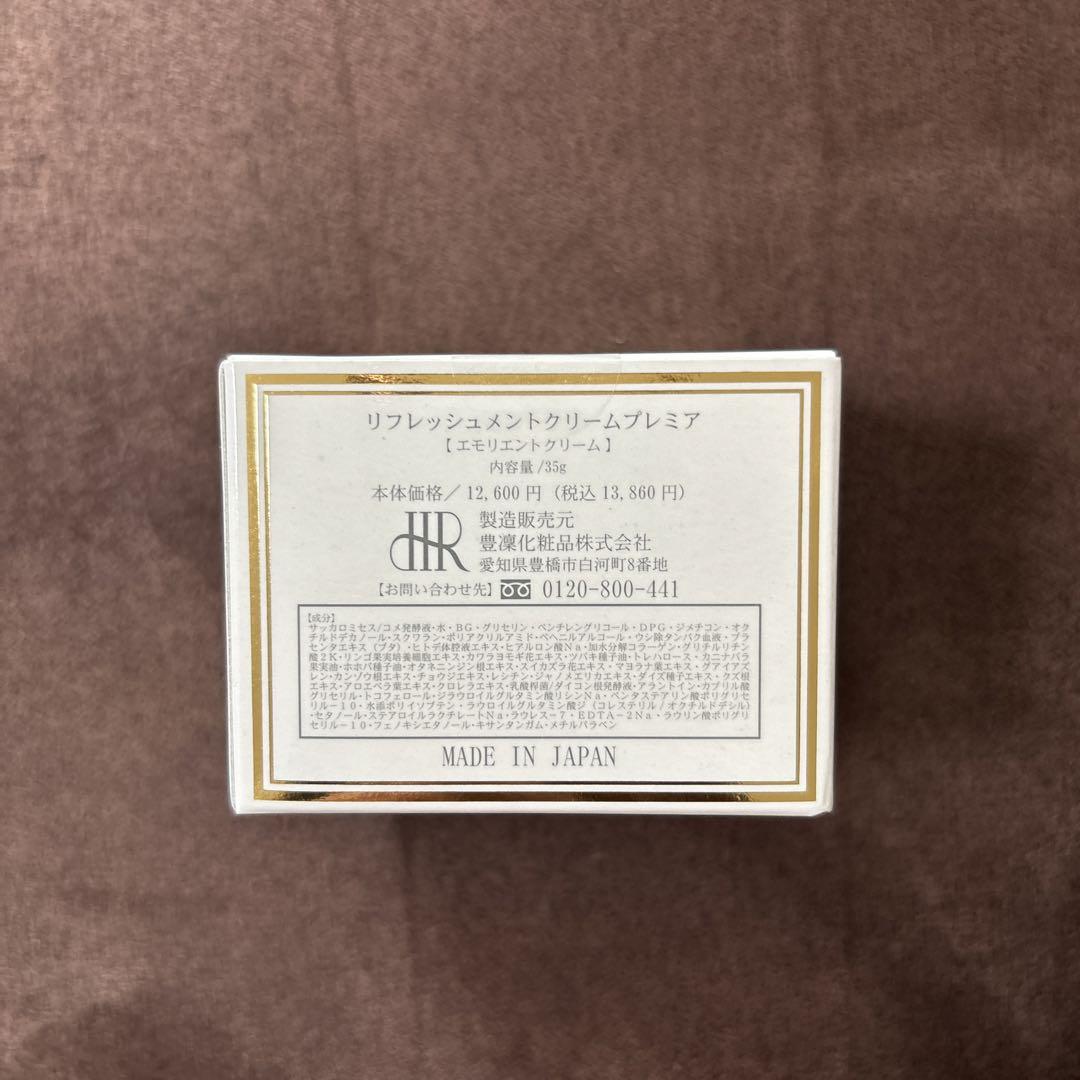 リフレッシュメントクリームプレミア
【エモリエントクリーム】
内容量/35g
本体価格／12,600円（税込13,860円）
HR
製造販売元
豊凜化粧品株式会社
愛知県豊橋市白河町8番地
【お問い合わせ先】0120-800-441
【成分】
サッカロミセス/コメ発酵液・水・BG・グリセリン・ペンチレングリコール・DPG・ジメチコン・オク
チルドデカノール・スクワラン・ポリアクリルアミド・ベヘニルアルコール・ウシ除タンパク血液・プラ
センタエキス（ブタ）・ヒトデ体腔液エキス・ヒアルロン酸Na・加水分解コラーゲン・グリチルリチン
酸2K・リンゴ果実培養細胞エキス・カワラヨモギ花エキス・ツバキ種子油・トレハロース・カニナバラ
果実油・ホホバ種子油・オタネニンジン根エキス・スイカズラ花エキス・マヨラナ葉エキス・グアイアズ
レン・カンゾウ根エキス・チョウジエキス・レシチン・ジャノメエリカエキス・ダイズ種子エキス・クズ根
エキス・アロエベラ葉エキス・クロレラエキス・乳酸桿菌/ダイコン根発酵液・アラントイン・カプリル酸
グリセリル・トコフェロール・ジラウロイルグルタミン酸リシンNa・ペンタステアリン酸ポリグリセ
リル－10・水添ポリイソブテン・ラウロイルグルタミン酸ジ（コレステリル/オクチルドデシル）
・セタノール・ステアロイルラクチレートNa・ラウレス－7・EDTA－2Na・ラウリン酸ポリグリ
セリル－10・フェノキシエタノール・キサンタンガム・メチルパラベン
MADE IN JAPAN